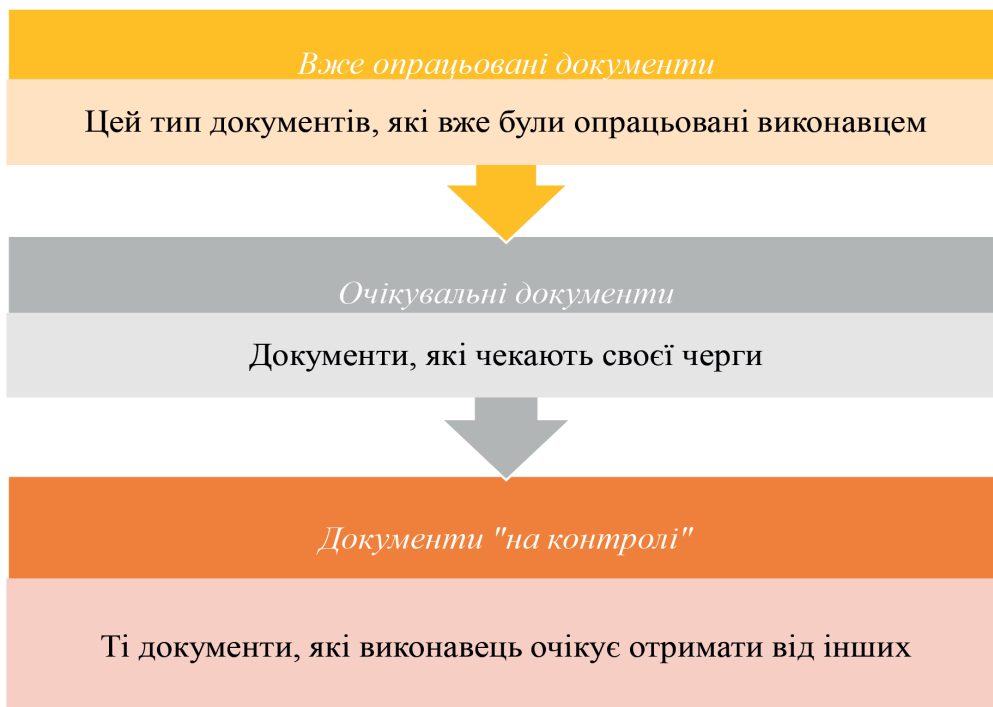 Вже опрацьовані документи
Цей тип документів, які вже були опрацьовані виконавцем
Очікувальні документи
Документи, які чекають своєї черги
Документи "на контролі"
Ті документи, які виконавець очікує отримати від інших